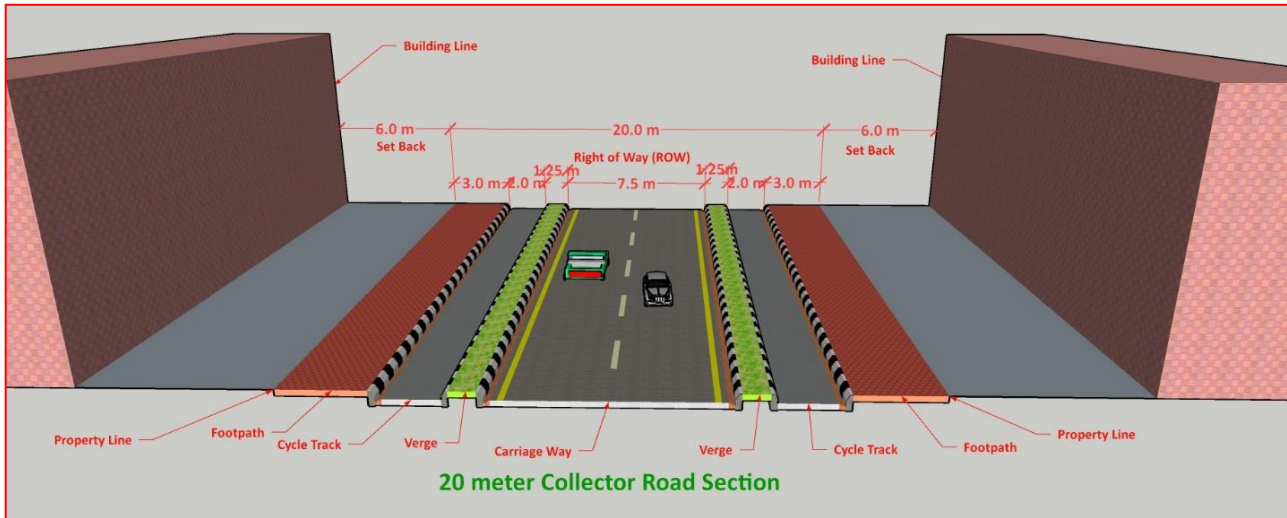 Building Line
Building Line
6.0 m
20.0 m
6.0 m
Set Back
Right of Way (ROW)
Set Back
3.0 m
2.0 m
1.25 m
7.5 m
1.25 m
2.0 m
3.0 m
Property Line
Footpath
Cycle Track
Verge
Carriage Way
Verge
Cycle Track
Footpath
Property Line
20 meter Collector Road Section